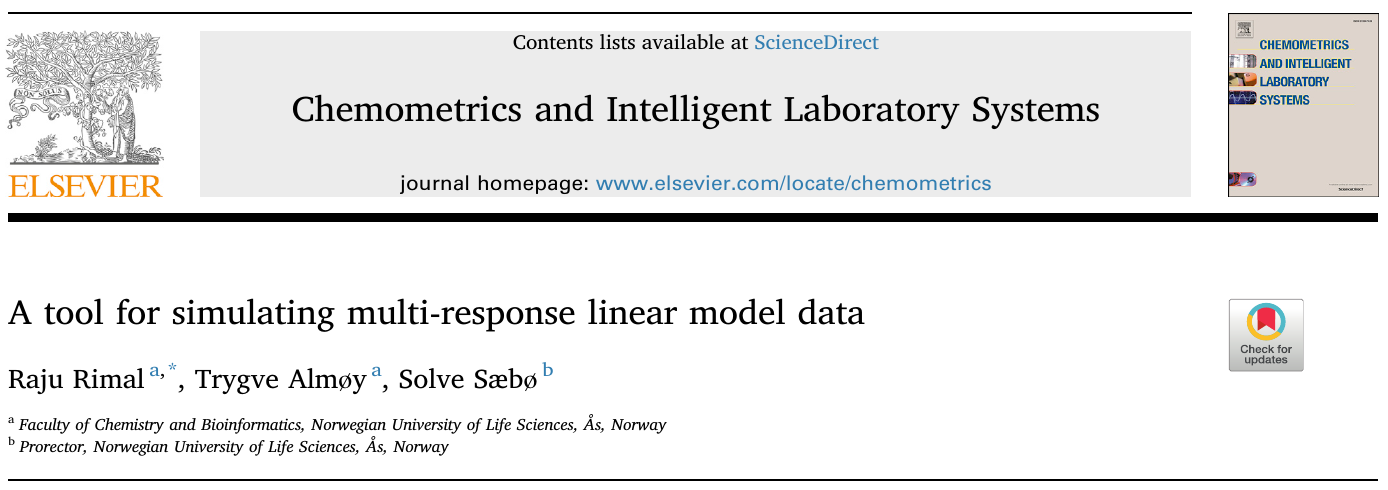 Contents lists available at ScienceDirect
Chemometrics and Intelligent Laboratory Systems
journal homepage: www.elsevier.com/locate/chemometrics
NON SOLUS
ELSEVIER
CHEMOMETRICS
AND INTELLIGENT
LABORATORY
SYSTEMS
ScienceDirect
A tool for simulating multi-response linear model data
Check for
updates
Raju Rimal a,*, Trygve Almøy a, Solve Sæbø b
a Faculty of Chemistry and Bioinformatics, Norwegian University of Life Sciences, Ås, Norway
b Prorector, Norwegian University of Life Sciences, Ås, Norway